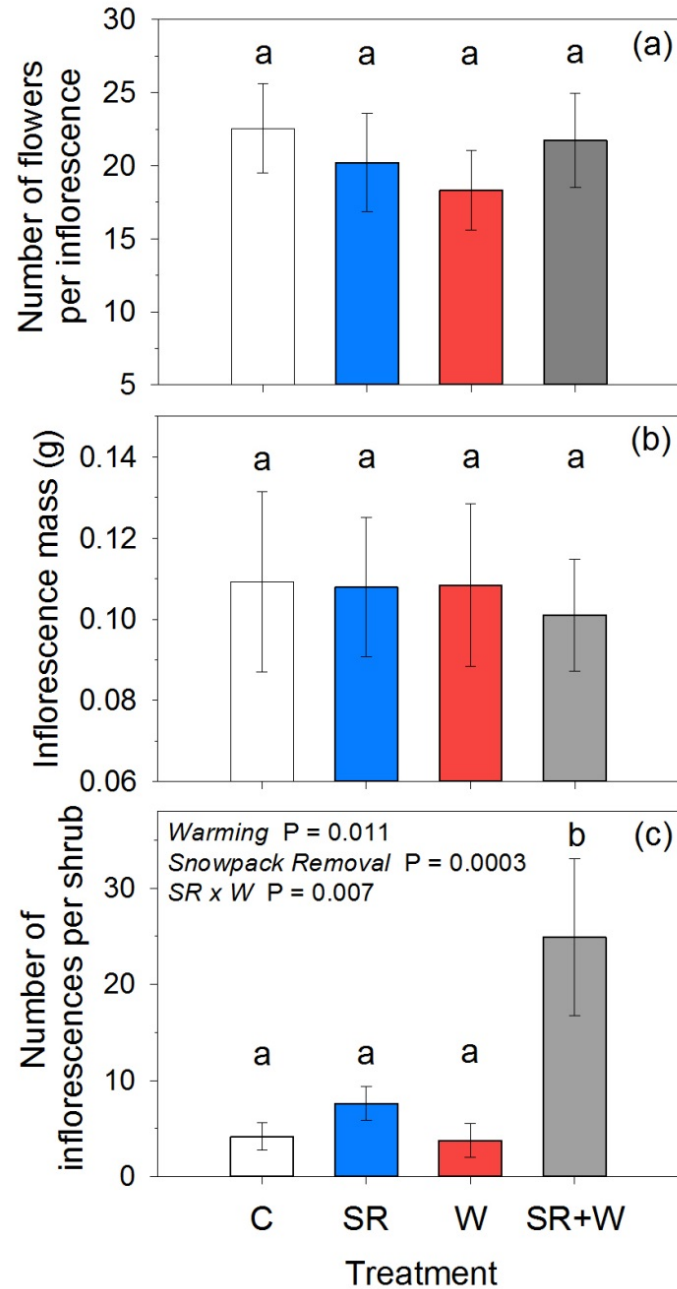 (a)
a a a a
30
25
20
15
10
5
Number of flowers
per inflorescence
(b)
a a a a
0.14
0.12
0.10
0.08
0.06
Inflorescence mass (g)
(c)
Warming P = 0.011
Snowpack Removal P = 0.0003
SR x W P = 0.007
a a a b
30
20
10
0
Number of
inflorescences per shrub
C SR W SR+W
Treatment